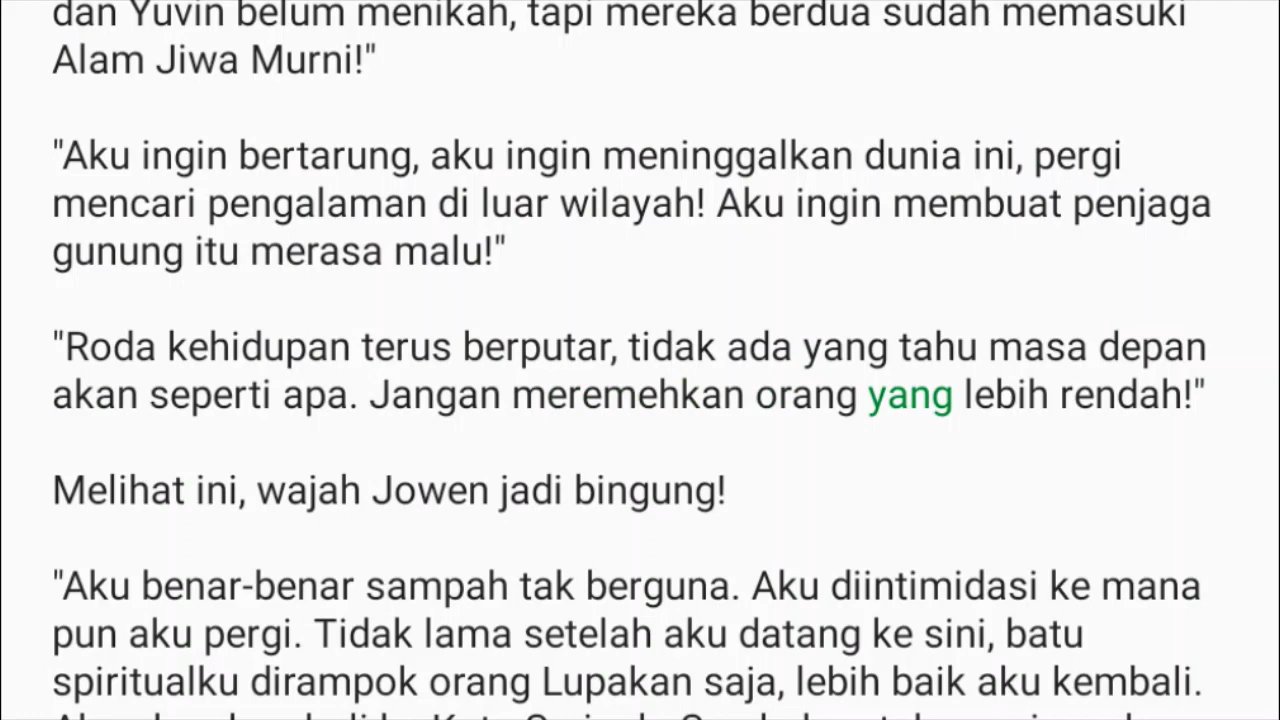 dan Yuvin belum menikah, tapi mereka berdua sudah memasuki
Alam Jiwa Murni!"
"Aku ingin bertarung, aku ingin meninggalkan dunia ini, pergi
mencari pengalaman di luar wilayah! Aku ingin membuat penjaga
gunung itu merasa malu!"
"Roda kehidupan terus berputar, tidak ada yang tahu masa depan
akan seperti apa. Jangan meremehkan orang yang lebih rendah!"
Melihat ini, wajah Jowen jadi bingung!
"Aku benar-benar sampah tak berguna. Aku diintimidasi ke mana
pun aku pergi. Tidak lama setelah aku datang ke sini, batu
spiritualku dirampok orang Lupakan saja, lebih baik aku kembali.